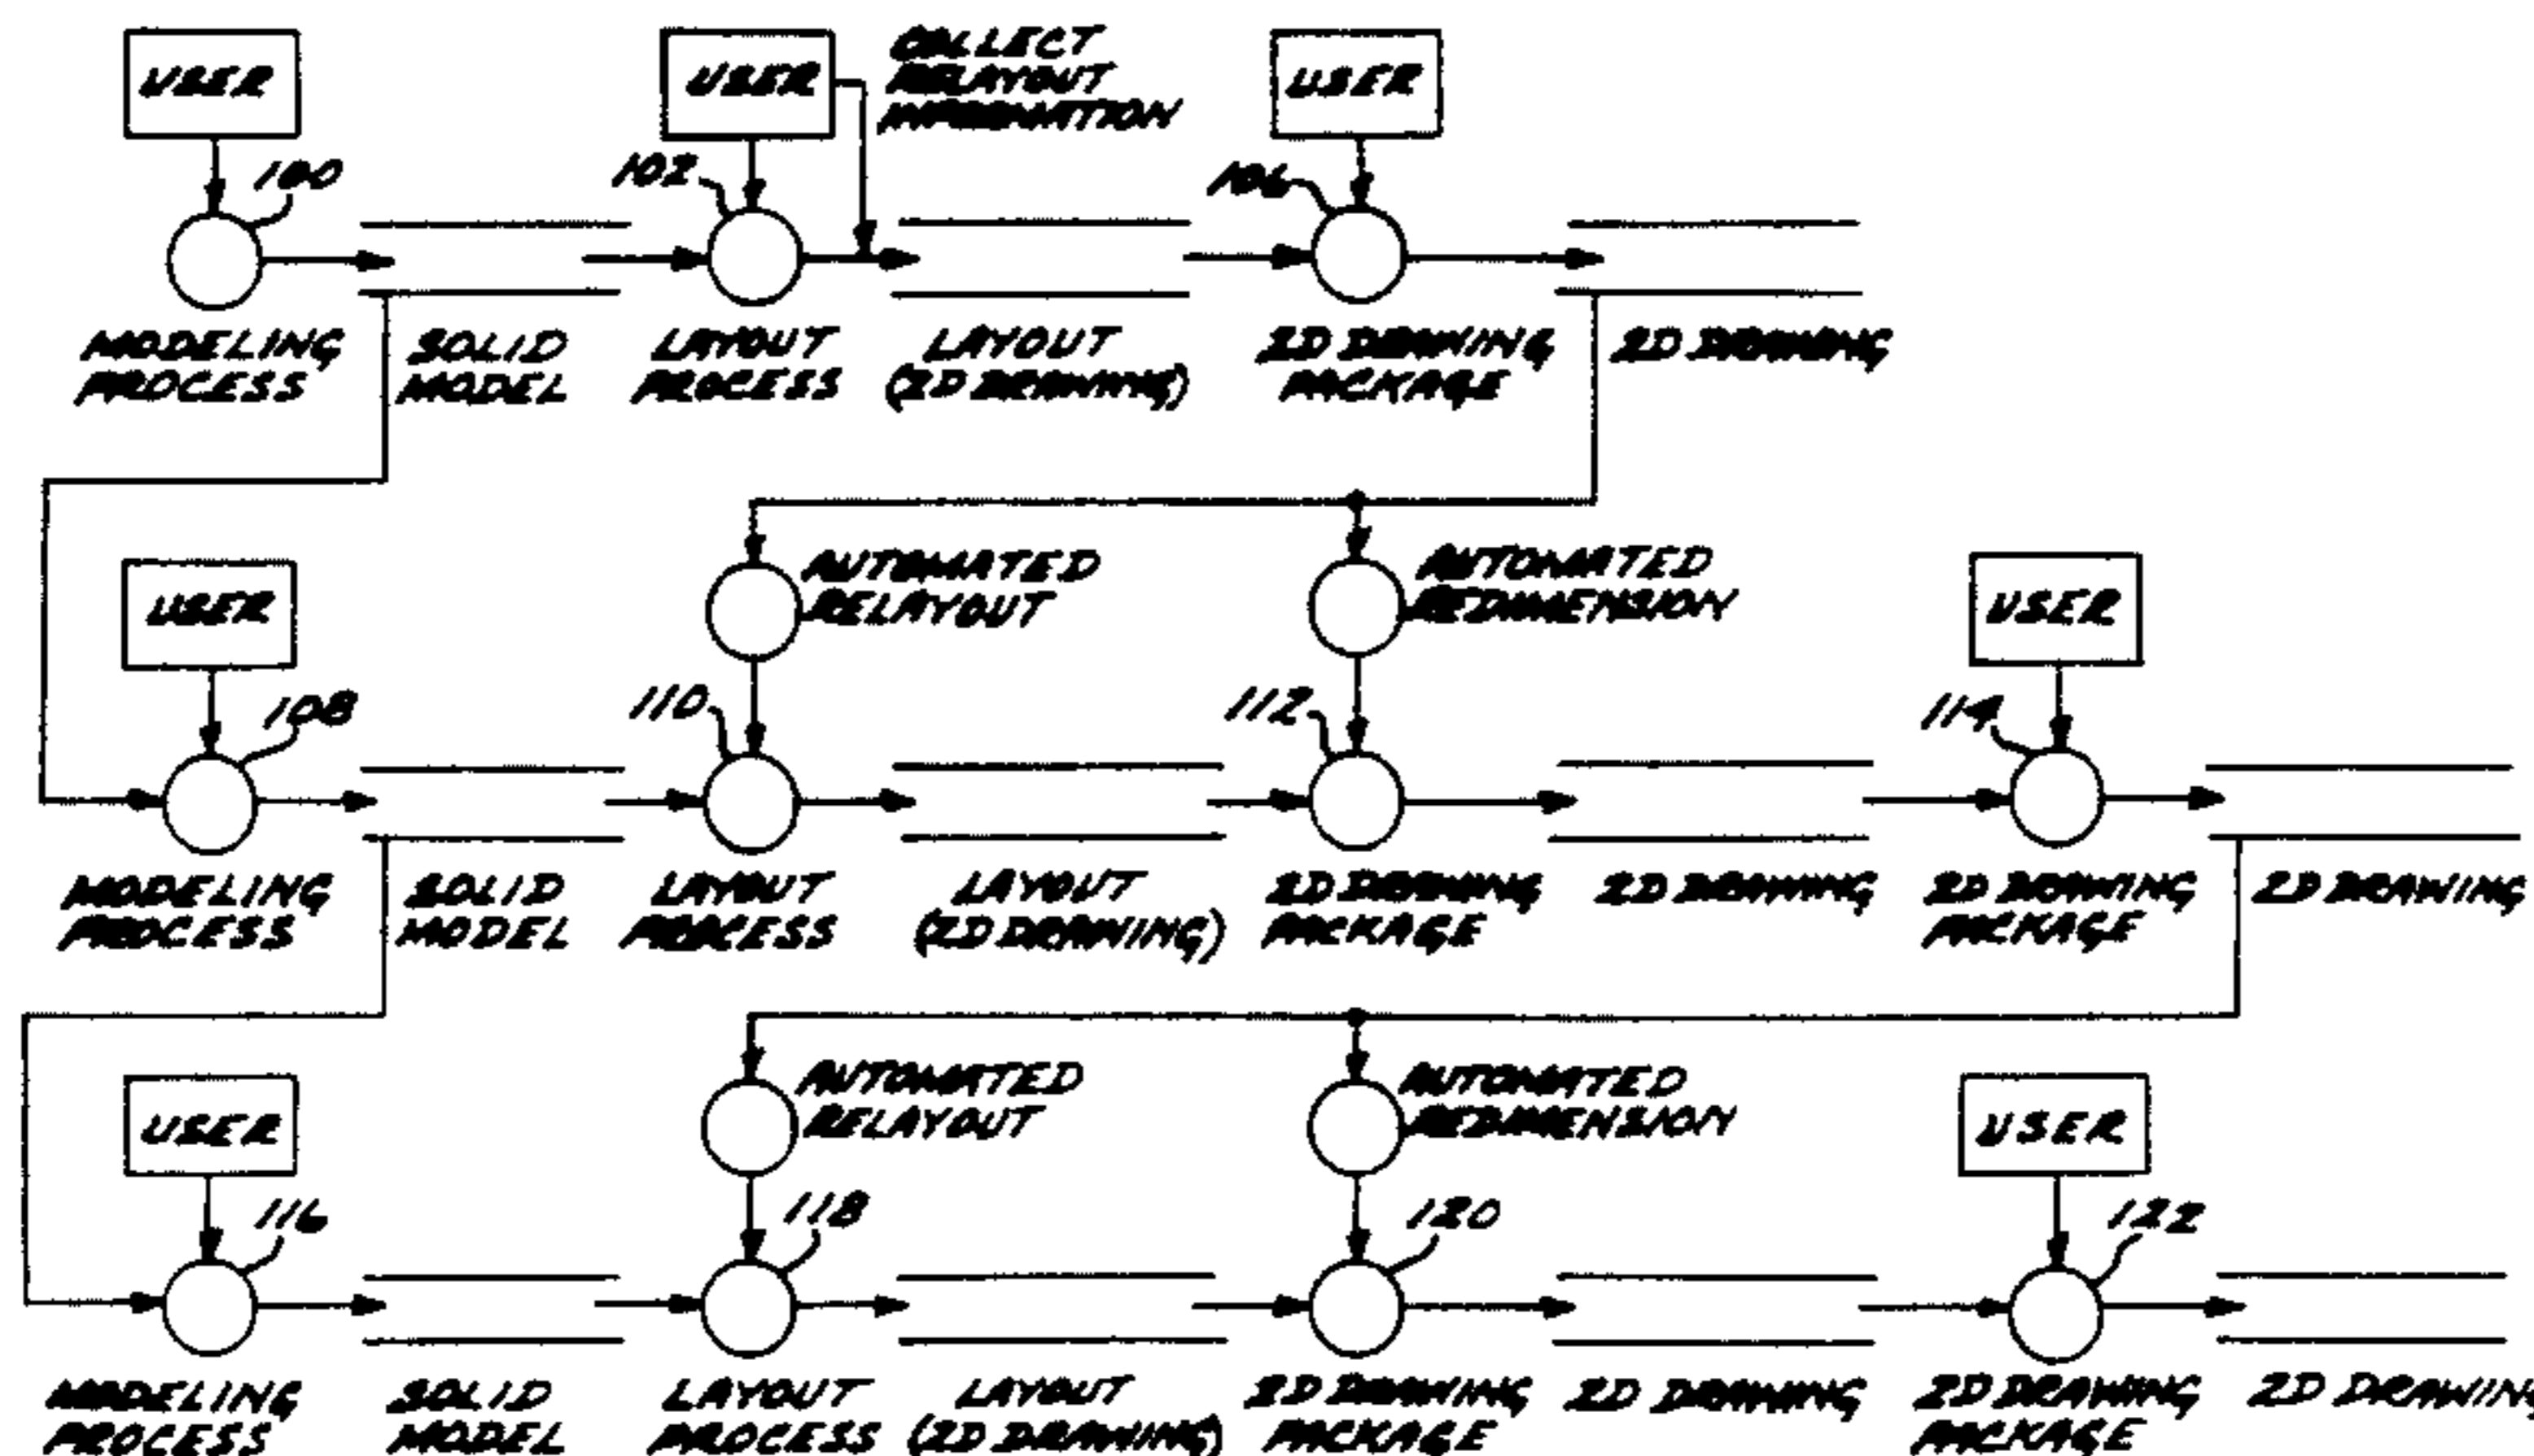 USER
USER
COLLECT
RELAYOUT
INFORMATION
USER
100
102
106
MODELING
PROCESS
SOLID
MODEL
LAYOUT
PROCESS
LAYOUT
(2D DRAWING)
2D DRAWING
PACKAGE
2D DRAWING
USER
AUTOMATED
RELAYOUT
AUTOMATED
REDIMENSION
USER
108
110
112
114
MODELING
PROCESS
SOLID
MODEL
LAYOUT
PROCESS
LAYOUT
(2D DRAWING)
2D DRAWING
PACKAGE
2D DRAWING
2D DRAWING
PACKAGE
2D DRAWING
USER
AUTOMATED
RELAYOUT
AUTOMATED
REDIMENSION
USER
116
118
120
122
MODELING
PROCESS
SOLID
MODEL
LAYOUT
PROCESS
LAYOUT
(2D DRAWING)
2D DRAWING
PACKAGE
2D DRAWING
2D DRAWING
PACKAGE
2D DRAWING